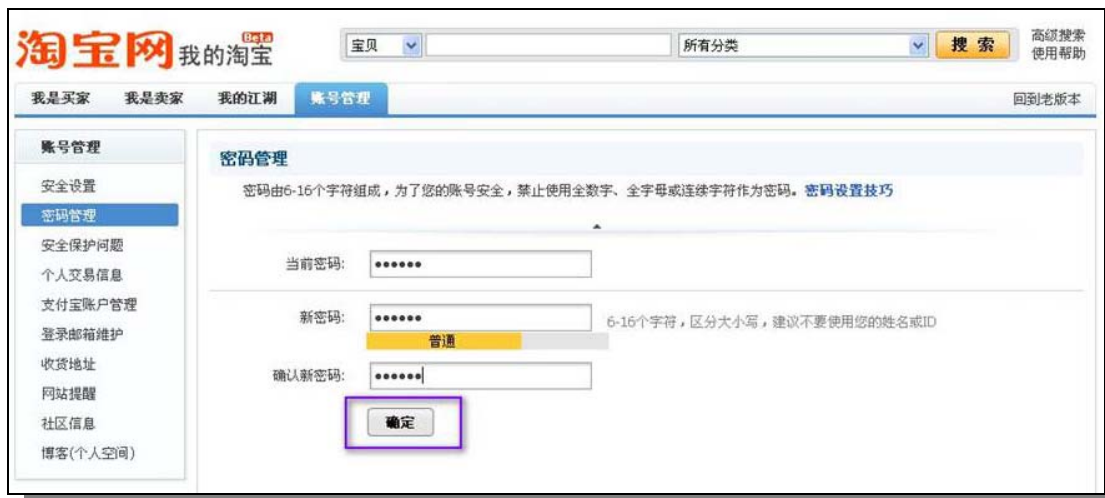 淘宝网 我的淘宝 Beta 宝贝 所有分类 搜索 高级搜索
使用帮助
我是买家 我是卖家 我的江湖 账号管理 回到老版本
账号管理
安全设置
密码管理
安全保护问题
个人交易信息
支付宝账户管理
登录邮箱维护
收货地址
网站提醒
社区信息
博客(个人空间)
密码管理
密码由6-16个字符组成，为了您的账号安全，禁止使用全数字、全字母或连续字符作为密码。密码设置技巧
当前密码: ●●●●●●
新密码: ●●●●●● 6-16个字符，区分大小写，建议不要使用您的姓名或ID
普通
确认新密码: ●●●●●●
确定